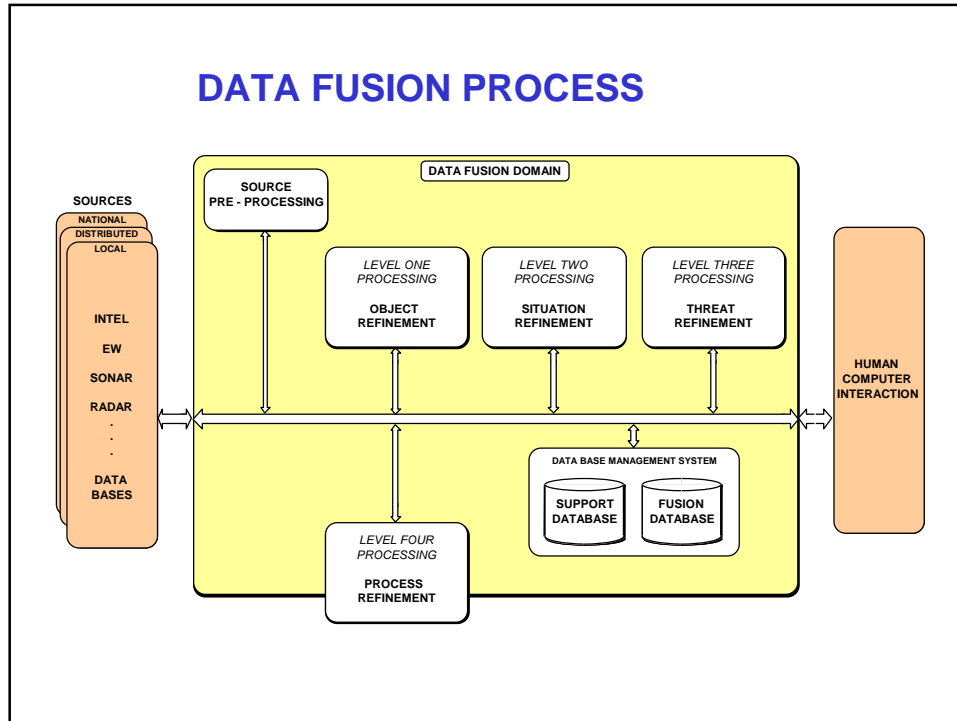 DATA FUSION PROCESS
SOURCES
NATIONAL
DISTRIBUTED
LOCAL
INTEL
EW
SONAR
RADAR
.
.
.
DATA
BASES
DATA FUSION DOMAIN
SOURCE
PRE - PROCESSING
LEVEL ONE
PROCESSING
OBJECT
REFINEMENT
LEVEL TWO
PROCESSING
SITUATION
REFINEMENT
LEVEL THREE
PROCESSING
THREAT
REFINEMENT
DATA BASE MANAGEMENT SYSTEM
SUPPORT
DATABASE
FUSION
DATABASE
LEVEL FOUR
PROCESSING
PROCESS
REFINEMENT
HUMAN
COMPUTER
INTERACTION